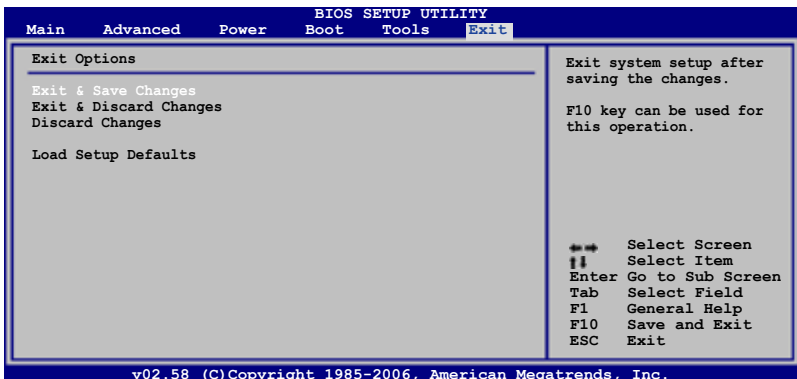 BIOS SETUP UTILITY
Main Advanced Power Boot Tools Exit
Exit Options
Exit & Save Changes
Exit & Discard Changes
Discard Changes
Load Setup Defaults
Exit system setup after
saving the changes.
F10 key can be used for
this operation.
Select Screen
Select Item
Enter Go to Sub Screen
Tab Select Field
F1 General Help
F10 Save and Exit
ESC Exit
v02.58 (C)Copyright 1985-2006, American Megatrends, Inc.